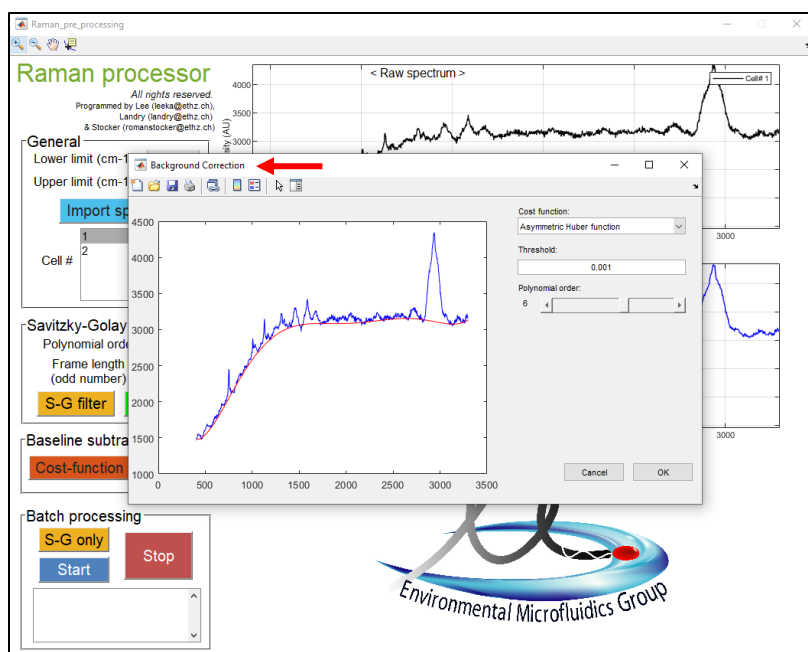 Raman_pre_processing
Raman processor
All rights reserved.
Programmed by Lee (leeka@ethz.ch),
Landry (landry@ethz.ch)
& Stocker (romanstocker@ethz.ch)
General
Lower limit (cm-1
Upper limit (cm-1
Import sp
Cell #
1
2
Savitzky-Golay
Polynomial orde
Frame length
(odd number)
S-G filter
Baseline subtra
Cost-function
Batch processing
S-G only
Start
Stop
< Raw spectrum >
Cell# 1
4000
3500
3000
sity (AU)
3000
3000
Background Correction
4500
4000
3500
3000
2500
2000
1500
1000
0 500 1000 1500 2000 2500 3000 3500
Cost function:
Asymmetric Huber function
Threshold:
0.001
Polynomial order:
6
Cancel
OK
Environmental Microfluidics Group